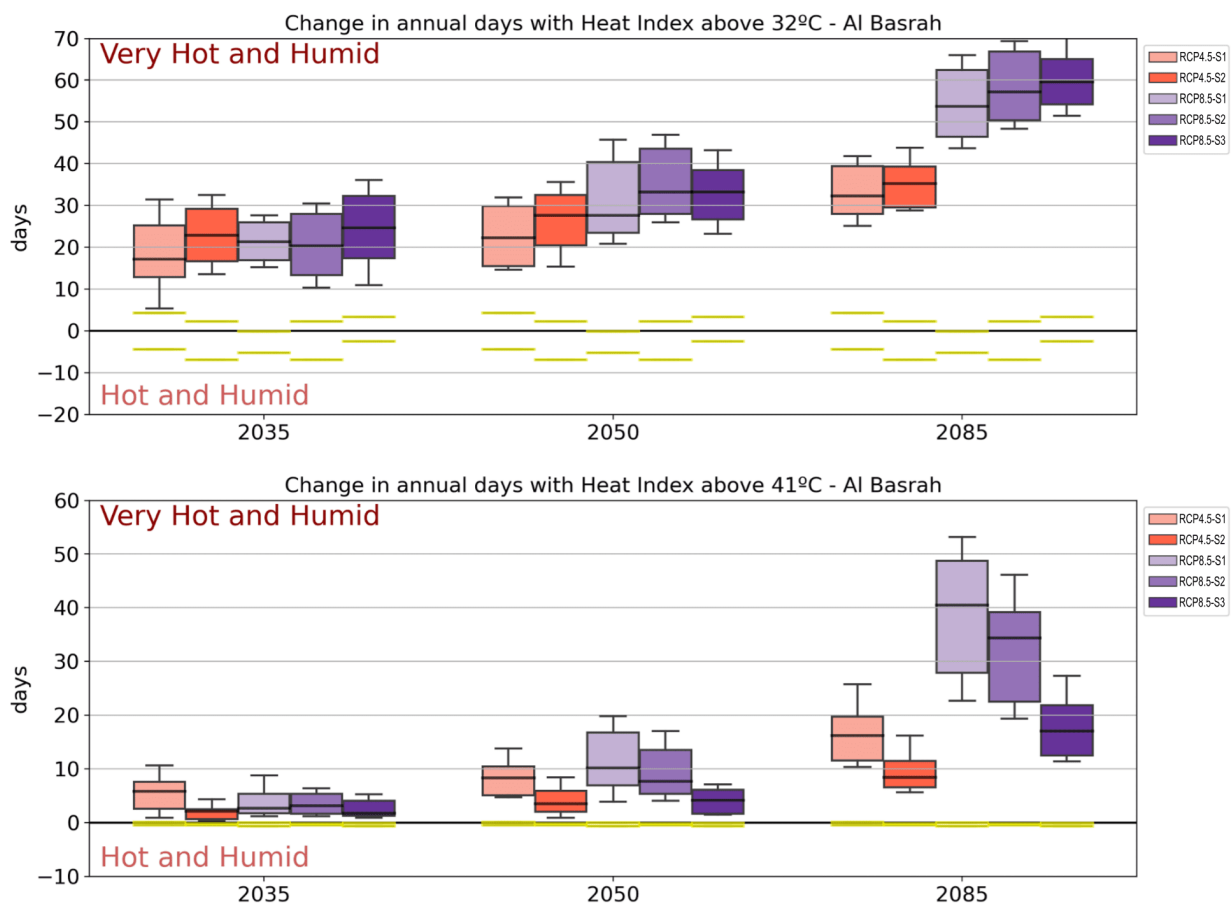 Change in annual days with Heat Index above 32ºC - Al Basrah
Very Hot and Humid
70
60
50
40
30
20
10
0
−10
−20
days
Hot and Humid
2035
2050
2085
RCP4.5-S1
RCP4.5-S2
RCP8.5-S1
RCP8.5-S2
RCP8.5-S3
Change in annual days with Heat Index above 41ºC - Al Basrah
Very Hot and Humid
60
50
40
30
20
10
0
−10
days
Hot and Humid
2035
2050
2085
RCP4.5-S1
RCP4.5-S2
RCP8.5-S1
RCP8.5-S2
RCP8.5-S3